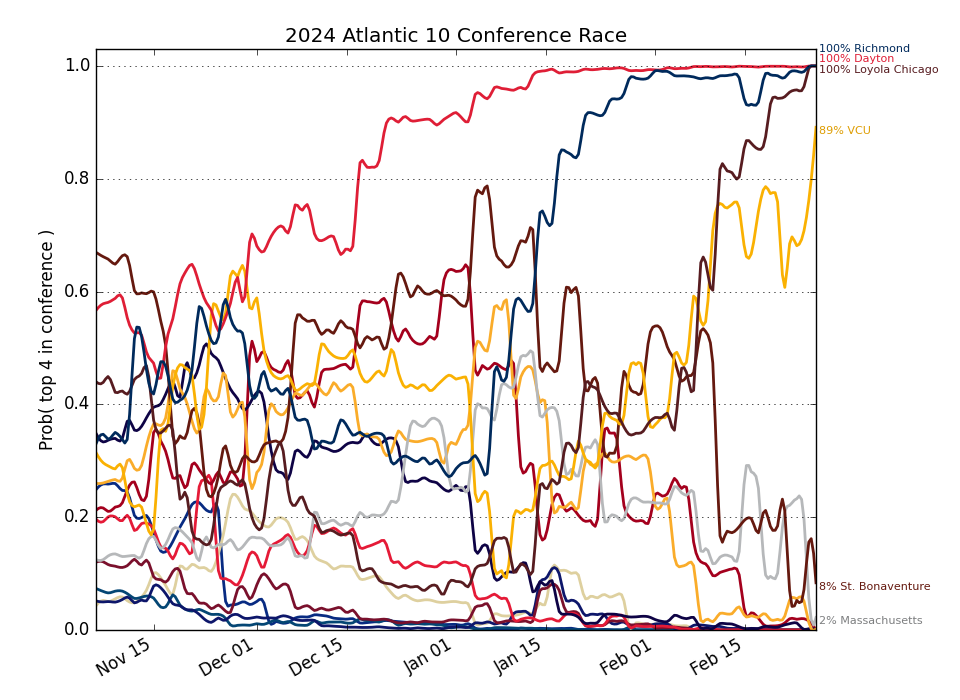 2024 Atlantic 10 Conference Race
100% Richmond
100% Dayton
100% Loyola Chicago
89% VCU
8% St. Bonaventure
2% Massachusetts
Prob( top 4 in conference )
1.0
0.8
0.6
0.4
0.2
0.0
Nov 15
Dec 01
Dec 15
Jan 01
Jan 15
Feb 01
Feb 15